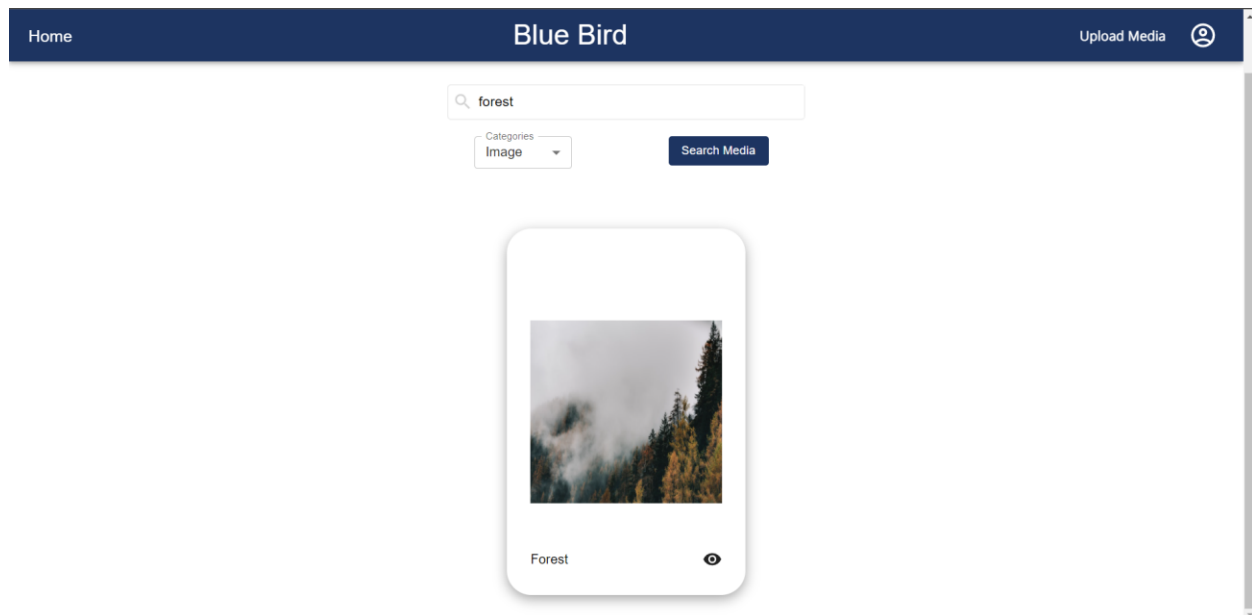 Home Blue Bird Upload Media
forest
Categories
Image
Search Media
Forest